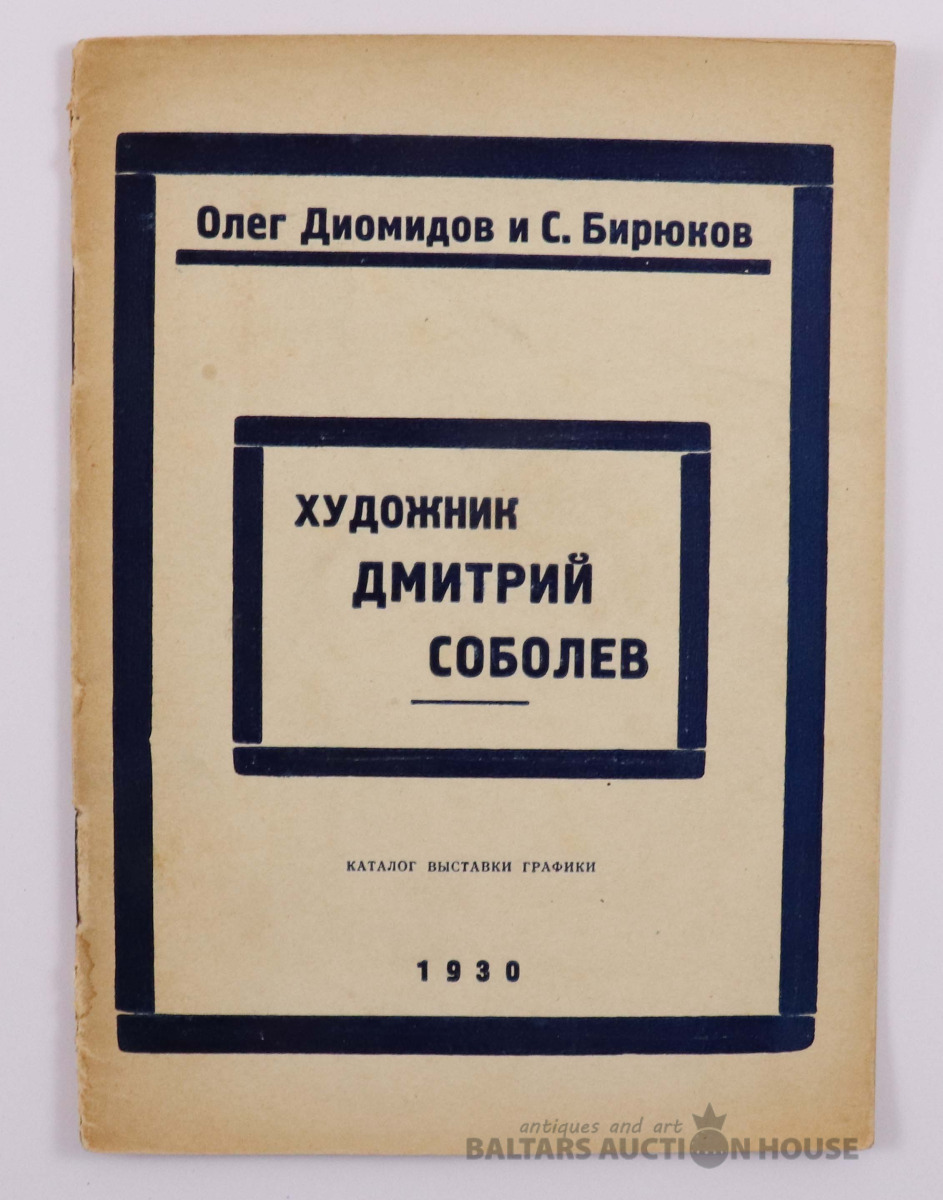 Олег Диомидов и С. Бирюков
ХУДОЖНИК
ДМИТРИЙ
СОБОЛЕВ
КАТАЛОГ ВЫСТАВКИ ГРАФИКИ
1930
antiques and art
BALTARS AUCTION HOUSE